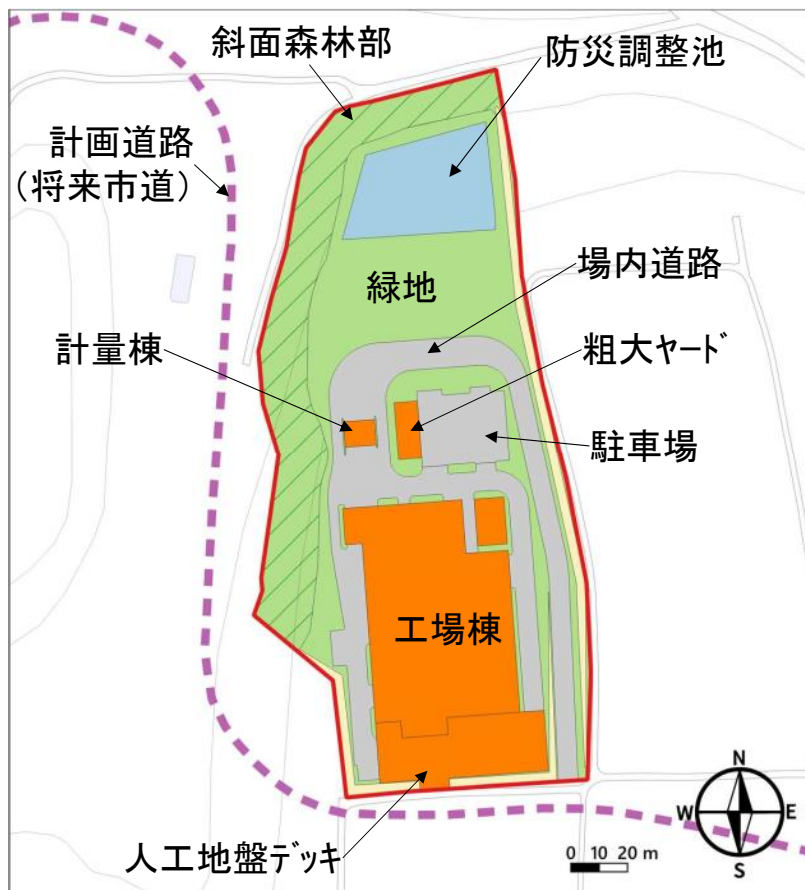 斜面森林部
防災調整池
計画道路
（将来市道）
緑地
場内道路
計量棟
粗大ヤード
駐車場
工場棟
人工地盤デッキ
N
W
E
S
0 10 20 m